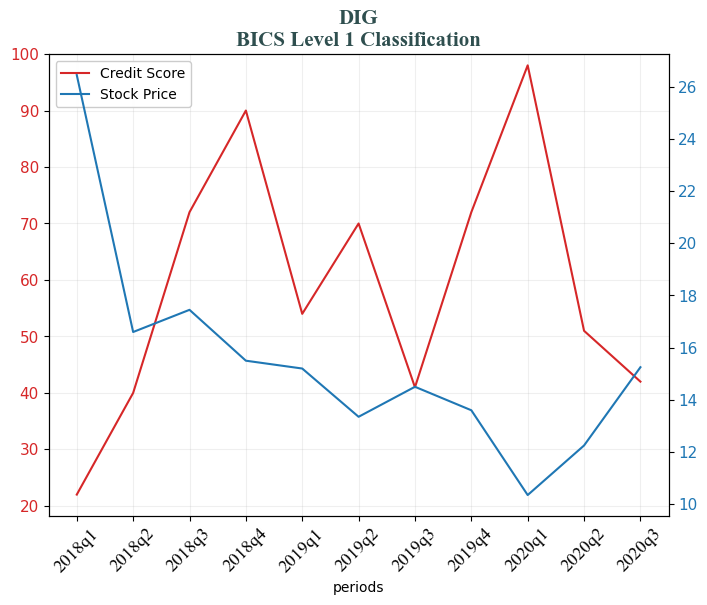 DIG
BICS Level 1 Classification
Credit Score
Stock Price
100
90
80
70
60
50
40
30
20
26
24
22
20
18
16
14
12
10
2018q1
2018q2
2018q3
2018q4
2019q1
2019q2
2019q3
2019q4
2020q1
2020q2
2020q3
periods